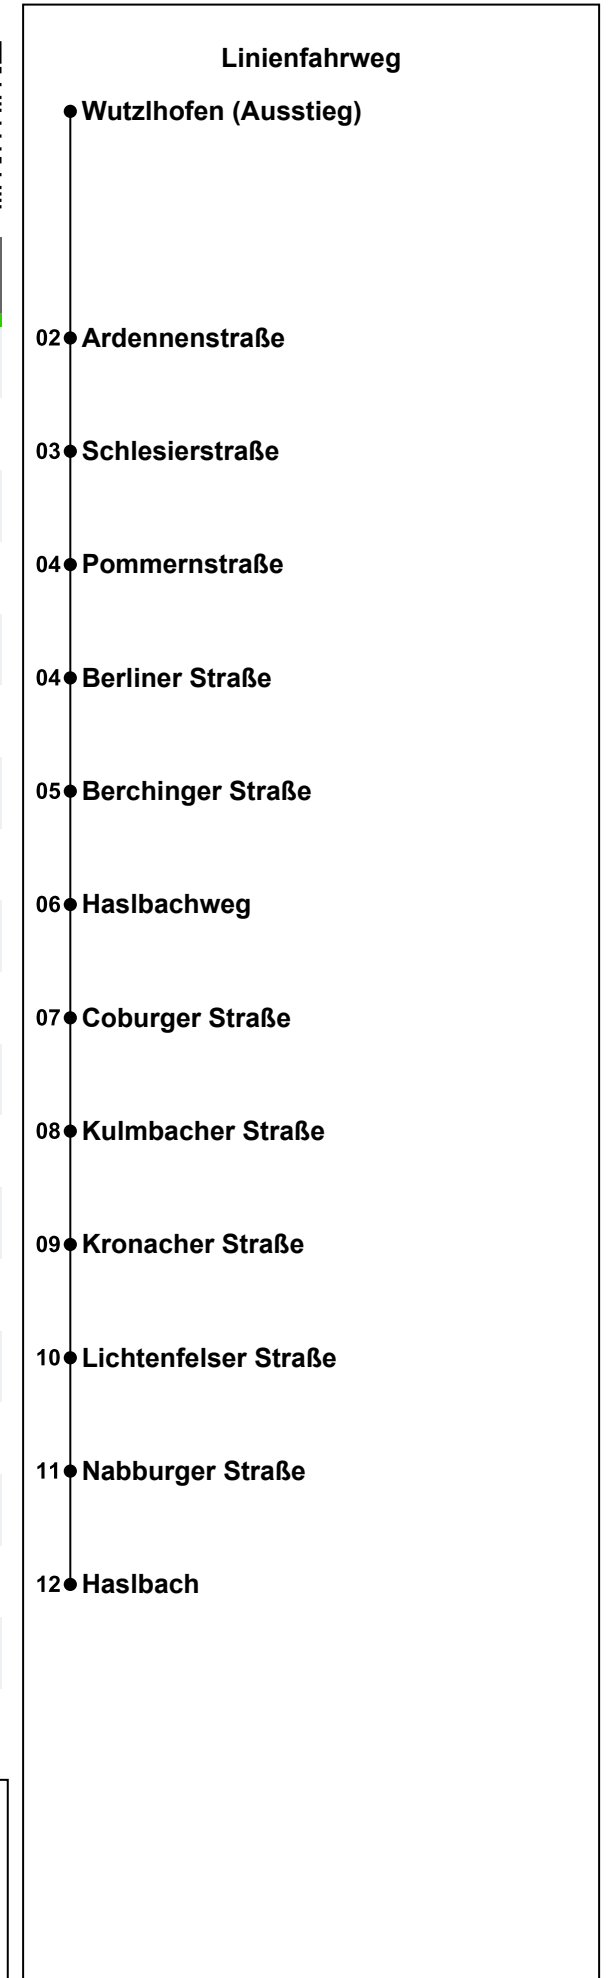 Linienfahrweg
Wutzlhofen (Ausstieg)
02 Ardennenstraße
03 Schlesierstraße
04 Pommernstraße
04 Berliner Straße
05 Berchinger Straße
06 Haslbachweg
07 Coburger Straße
08 Kulmbacher Straße
09 Kronacher Straße
10 Lichtenfelser Straße
11 Nabburger Straße
12 Haslbach